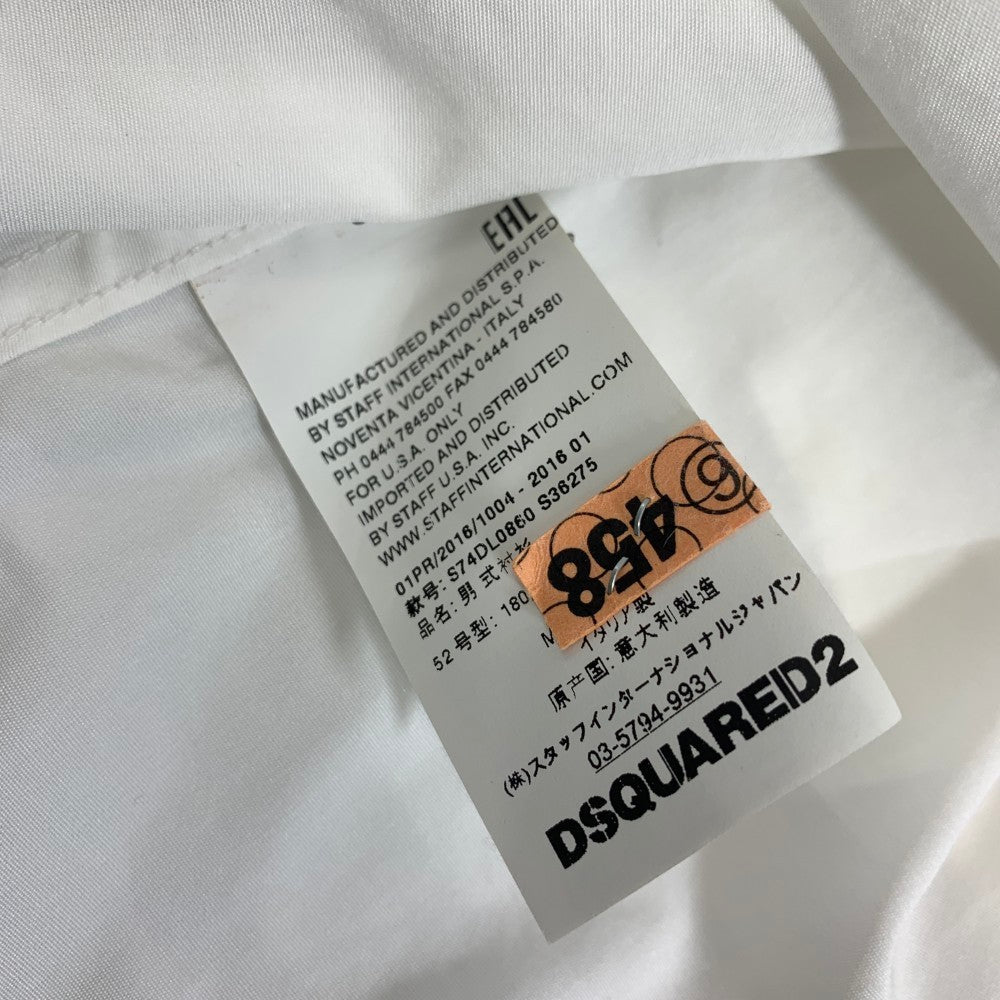 EAC
MANUFACTURED AND DISTRIBUTED
BY STAFF INTERNATIONAL S.P.A.
NOVENTA VICENTINA - ITALY
PH 0444 784500 FAX 0444 784580
FOR U.S.A. ONLY
IMPORTED AND DISTRIBUTED
BY STAFF U.S.A. INC.
WWW.STAFFINTERNATIONAL.COM
01PR/2016/1004 - 2016 01
款号: S74DL0860 S36275
品名: 男式衬衫
52号型: 180
458
6
イタリア製
原产国: 意大利製造
(株)スタッフインターナショナルジャパン
03-5794-9931
DSQUARED2